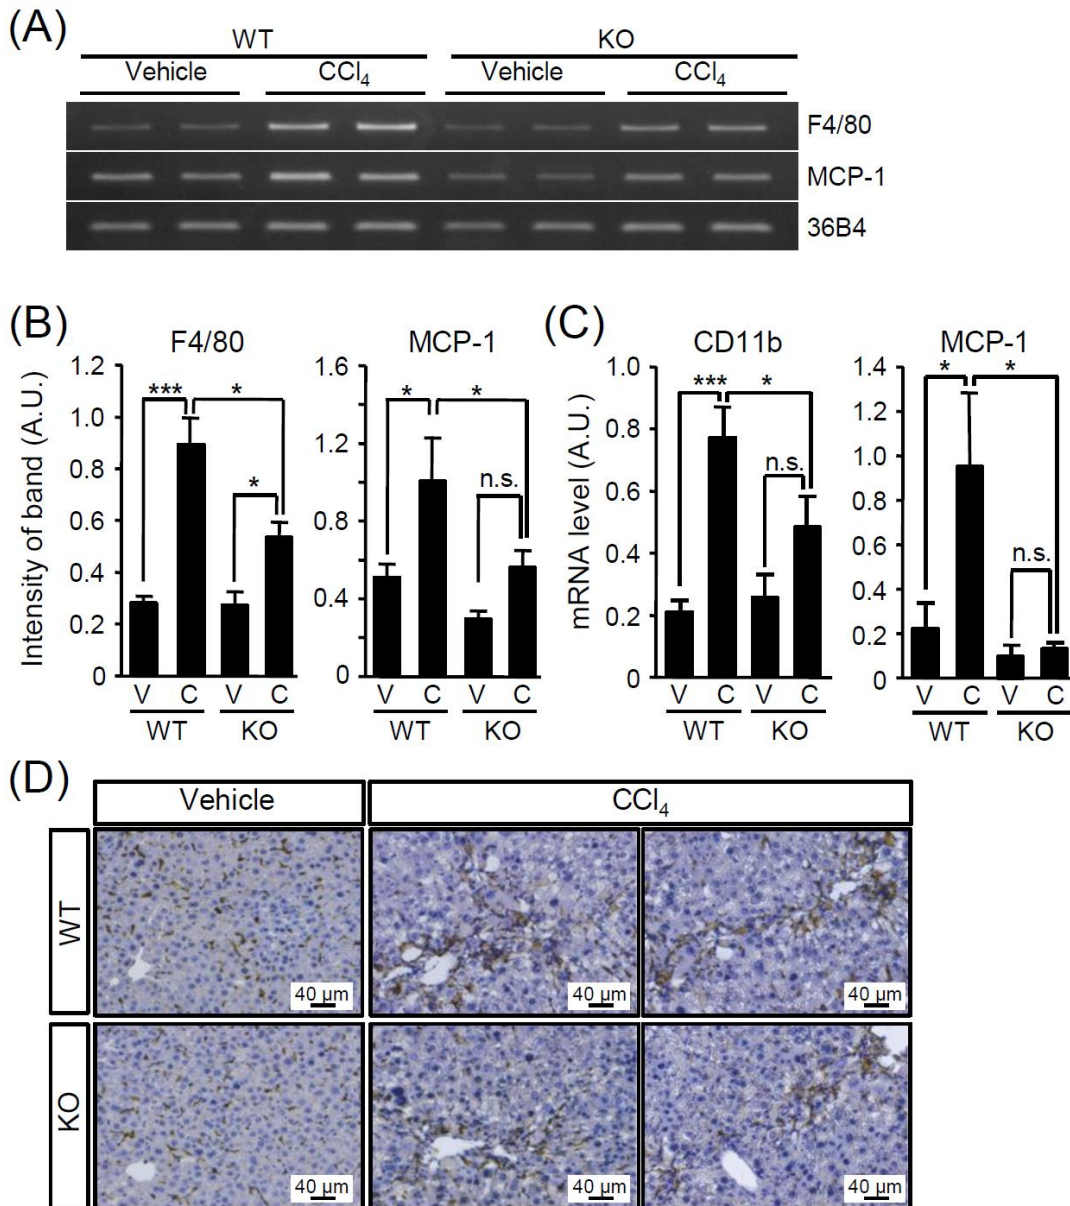 (A)
WT KO
Vehicle CCl₄ Vehicle CCl₄
F4/80
MCP-1
36B4
(B)
F4/80
Intensity of band (A.U.)
1.2
1.0
0.8
0.6
0.4
0.2
0
***
*
*
V C V C
WT KO
MCP-1
1.6
1.2
0.8
0.4
0
*
*
n.s.
V C V C
WT KO
(C)
CD11b
mRNA level (A.U.)
1.0
0.8
0.6
0.4
0.2
0
***
*
n.s.
V C V C
WT KO
MCP-1
1.4
1.2
1.0
0.8
0.6
0.4
0.2
0
*
*
n.s.
V C V C
WT KO
(D)
Vehicle CCl₄
WT
40 µm 40 µm 40 µm
KO
40 µm 40 µm 40 µm